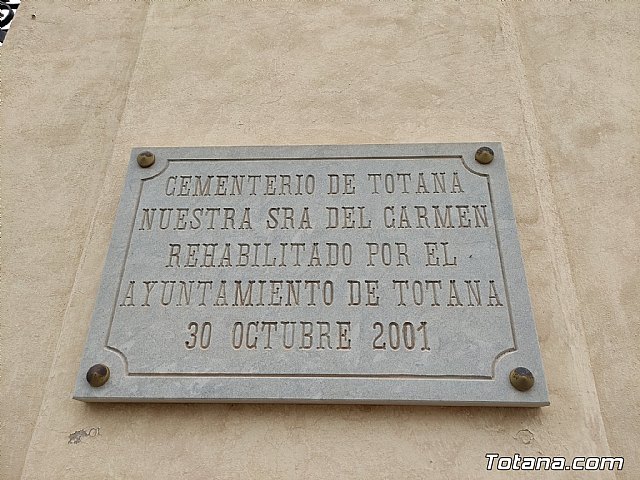 CEMENTERIO DE TOTANA
NUESTRA SRA DEL CARMEN
REHABILITADO POR EL
AYUNTAMIENTO DE TOTANA
30 OCTUBRE 2001
Totana.com